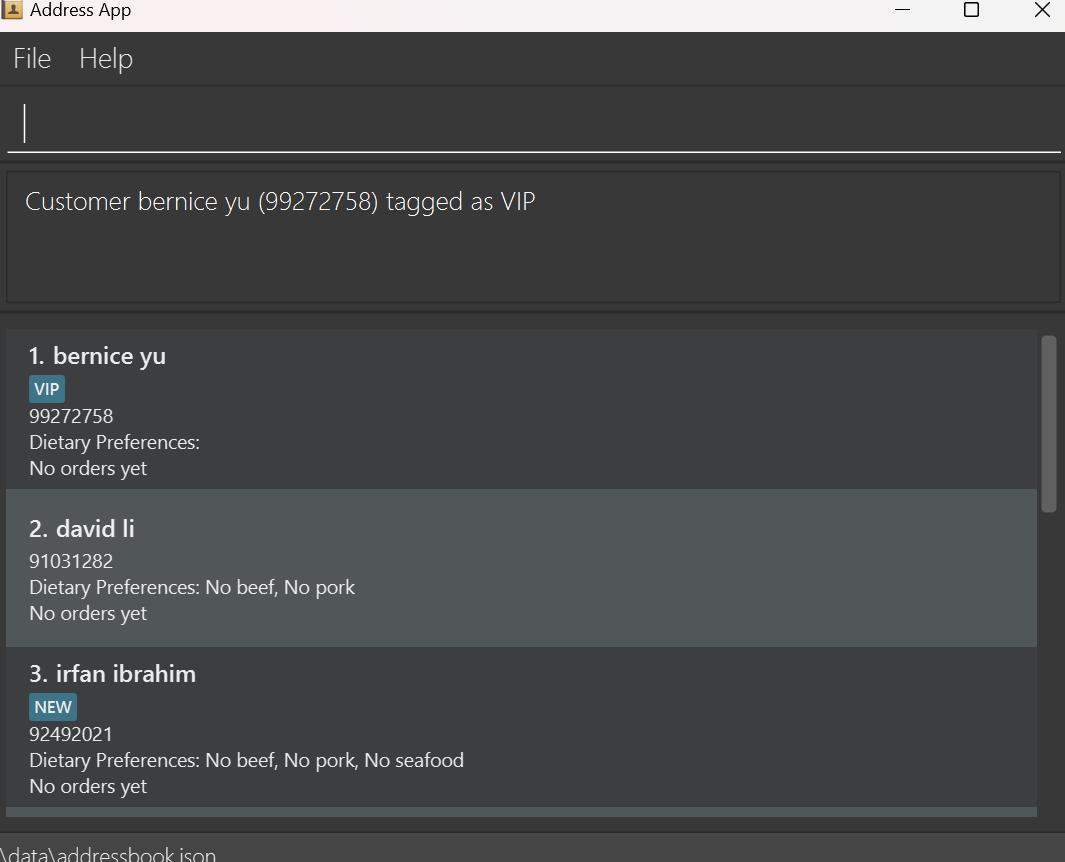 Address App
File Help
Customer bernice yu (99272758) tagged as VIP
1. bernice yu
VIP
99272758
Dietary Preferences:
No orders yet
2. david li
91031282
Dietary Preferences: No beef, No pork
No orders yet
3. irfan ibrahim
NEW
92492021
Dietary Preferences: No beef, No pork, No seafood
No orders yet
\data\addressbook.json